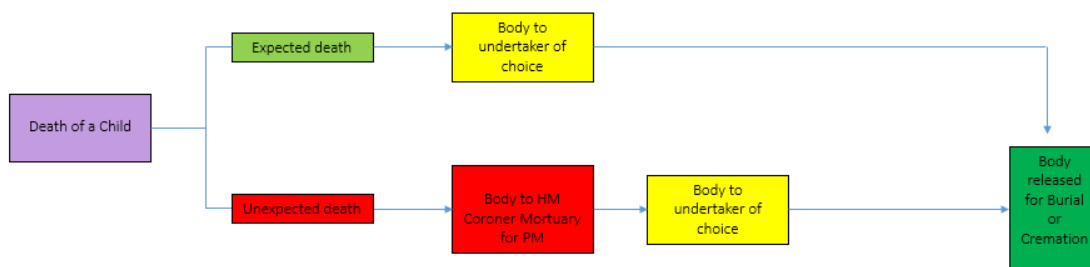 Expected death
Body to
undertaker of
choice
Death of a Child
Unexpected death
Body to HM
Coroner Mortuary
for PM
Body to
undertaker of
choice
Body
released
for Burial
or
Cremation